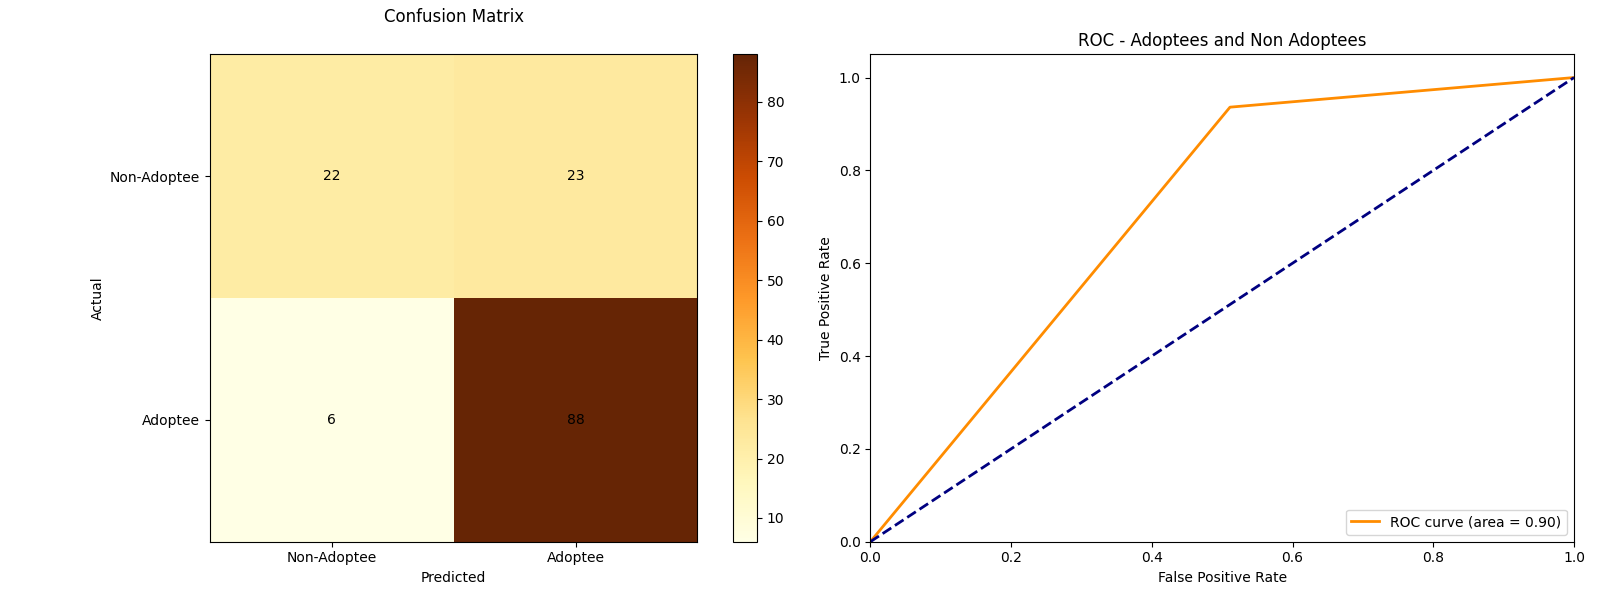 Confusion Matrix
Non-Adoptee
Adoptee
Actual
22
23
6
88
Non-Adoptee
Adoptee
Predicted
80
70
60
50
40
30
20
10
ROC - Adoptees and Non Adoptees
1.0
0.8
0.6
0.4
0.2
0.0
True Positive Rate
ROC curve (area = 0.90)
0.0
0.2
0.4
0.6
0.8
1.0
False Positive Rate